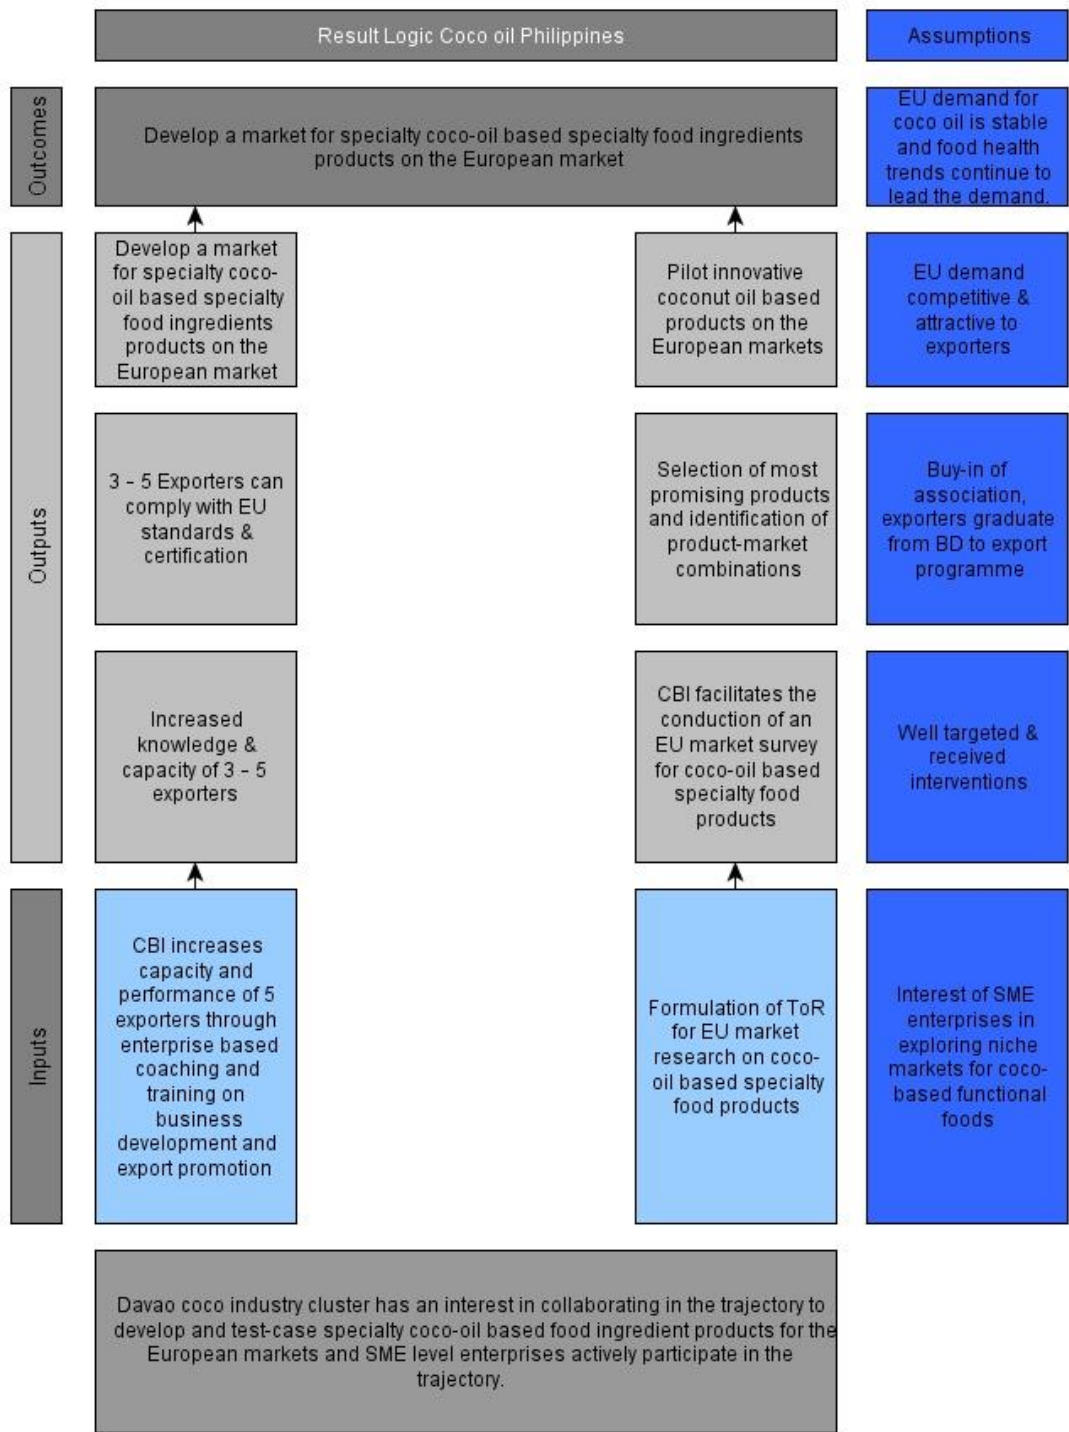 Result Logic Coco oil Philippines
Assumptions
Outcomes
Develop a market for specialty coco-oil based specialty food ingredients
products on the European market
EU demand for
coco oil is stable
and food health
trends continue to
lead the demand.
Outputs
Develop a market
for specialty coco-
oil based specialty
food ingredients
products on the
European market
Pilot innovative
coconut oil based
products on the
European markets
EU demand
competitive &
attractive to
exporters
3 - 5 Exporters can
comply with EU
standards &
certification
Selection of most
promising products
and identification of
product-market
combinations
Buy-in of
association,
exporters graduate
from BD to export
programme
Increased
knowledge &
capacity of 3 - 5
exporters
CBI facilitates the
conduction of an
EU market survey
for coco-oil based
specialty food
products
Well targeted &
received
interventions
Inputs
CBI increases
capacity and
performance of 5
exporters through
enterprise based
coaching and
training on
business
development and
export promotion
Formulation of ToR
for EU market
research on coco-
oil based specialty
food products
Interest of SME
enterprises in
exploring niche
markets for coco-
based functional
foods
Davao coco industry cluster has an interest in collaborating in the trajectory to
develop and test-case specialty coco-oil based food ingredient products for the
European markets and SME level enterprises actively participate in the
trajectory.